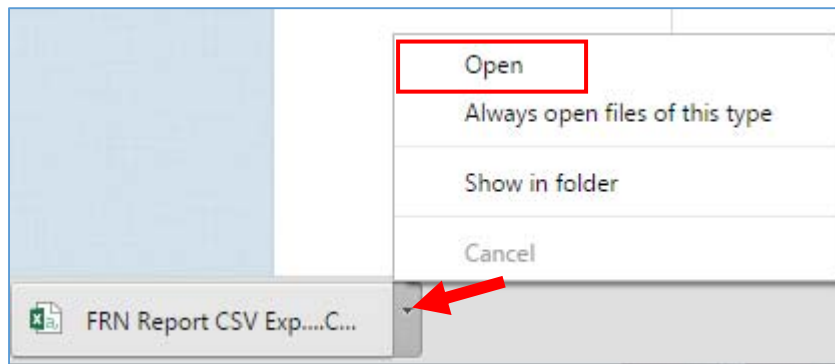 Open
Always open files of this type
Show in folder
Cancel
FRN Report CSV Exp....C...